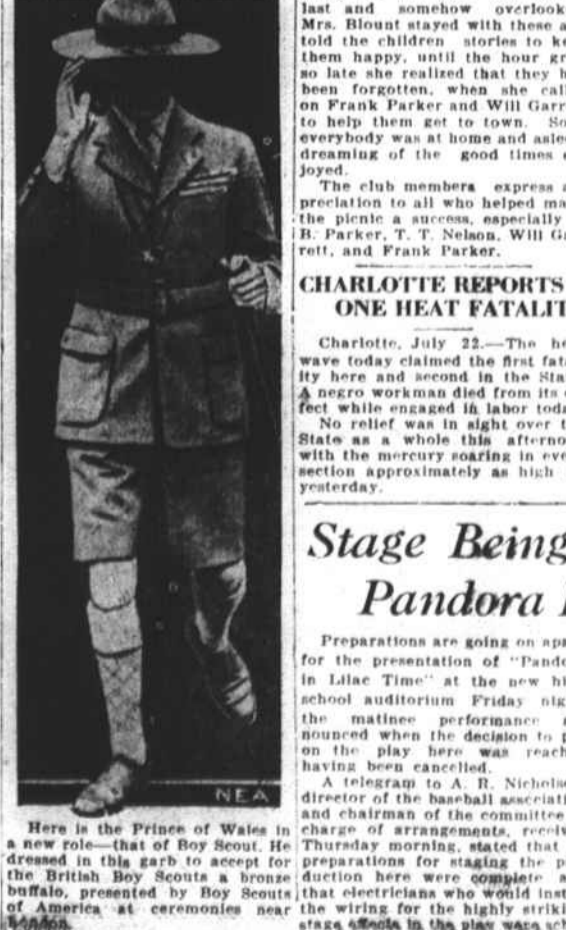 NEA
Here is the Prince of Wales in
a new role—that of Boy Scout. He
dressed in this garb to accept for
the British Boy Scouts a bronze
buffalo, presented by Boy Scouts
of America at ceremonies near
London.
last and somehow overlook
Mrs. Blount stayed with these a
told the children stories to ke
them happy, until the hour gr
so late she realized that they h
been forgotten, when she call
on Frank Parker and Will Garr
to help them get to town. So
everybody was at home and aslee
dreaming of the good times e
joyed.
The club members express a
preciation to all who helped ma
the picnic a success, especially
B. Parker, T. T. Nelson, Will Ga
rett, and Frank Parker.
CHARLOTTE REPORTS
ONE HEAT FATALIT
Charlotte, July 22.—The he
wave today claimed the first fata
ity here and second in the Sta
A negro workman died from its e
fect while engaged in labor toda
No relief was in sight over t
State as a whole this afterno
with the mercury soaring in eve
section approximately as high
yesterday.
Stage Being
Pandora I
Preparations are going on apa
for the presentation of "Pando
in Lilac Time" at the new hi
school auditorium Friday nig
the matinee performance a
nounced when the decision to p
on the play here was reach
having been cancelled.
A telegram to A. R. Nichols
director of the baseball associati
and chairman of the committee
charge of arrangements, receiv
Thursday morning, stated that
preparations for staging the p
duction here were complete a
that electricians who would inst
the wiring for the highly striki
stage effects in the play were sch